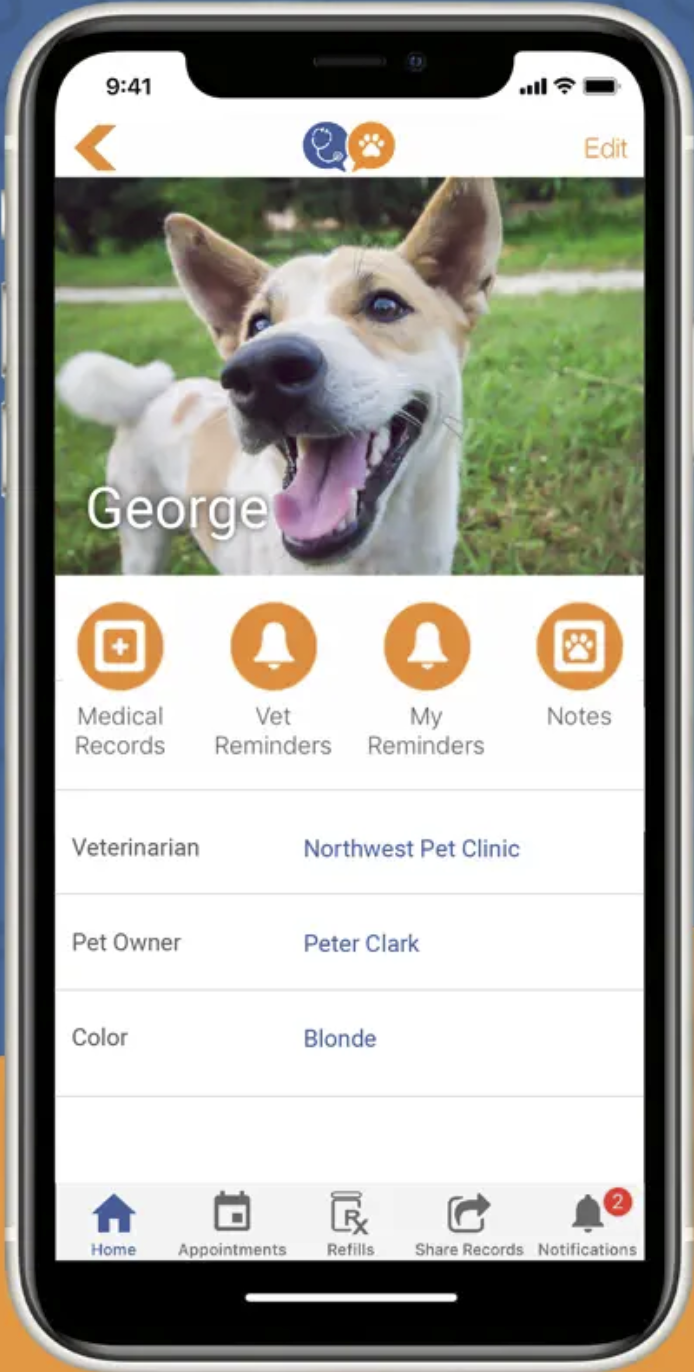 9:41
Edit
George
Medical
Records
Vet
Reminders
My
Reminders
Notes
Veterinarian
Northwest Pet Clinic
Pet Owner
Peter Clark
Color
Blonde
2
Home
Appointments
Rx
Refills
Share Records
Notifications